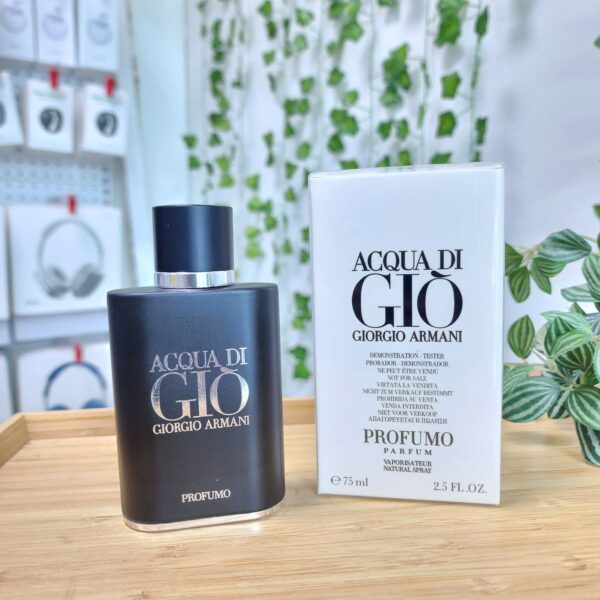 ACQUA DI
GIÒ
GIORGIO ARMANI
PROFUMO
ACQUA DI
GIÒ
GIORGIO ARMANI
DEMONSTRATION - TESTER
PROBADOR - DEMONSTRADOR
NE PEUT ÊTRE VENDU
NOT FOR SALE
VIETATA LA VENDITA
NICHT ZUM VERKAUF BESTIMMT
PROHIBIDA SU VENTA
VENDA INTERDITA
NIET VOOR VERKOOP
ΑΠΑΓΟΡΕΥΕΤΑΙ Η ΠΩΛΗΣΗ
PROFUMO
PARFUM
VAPORISATEUR
NATURAL SPRAY
℮ 75 ml
2.5 FL.OZ.